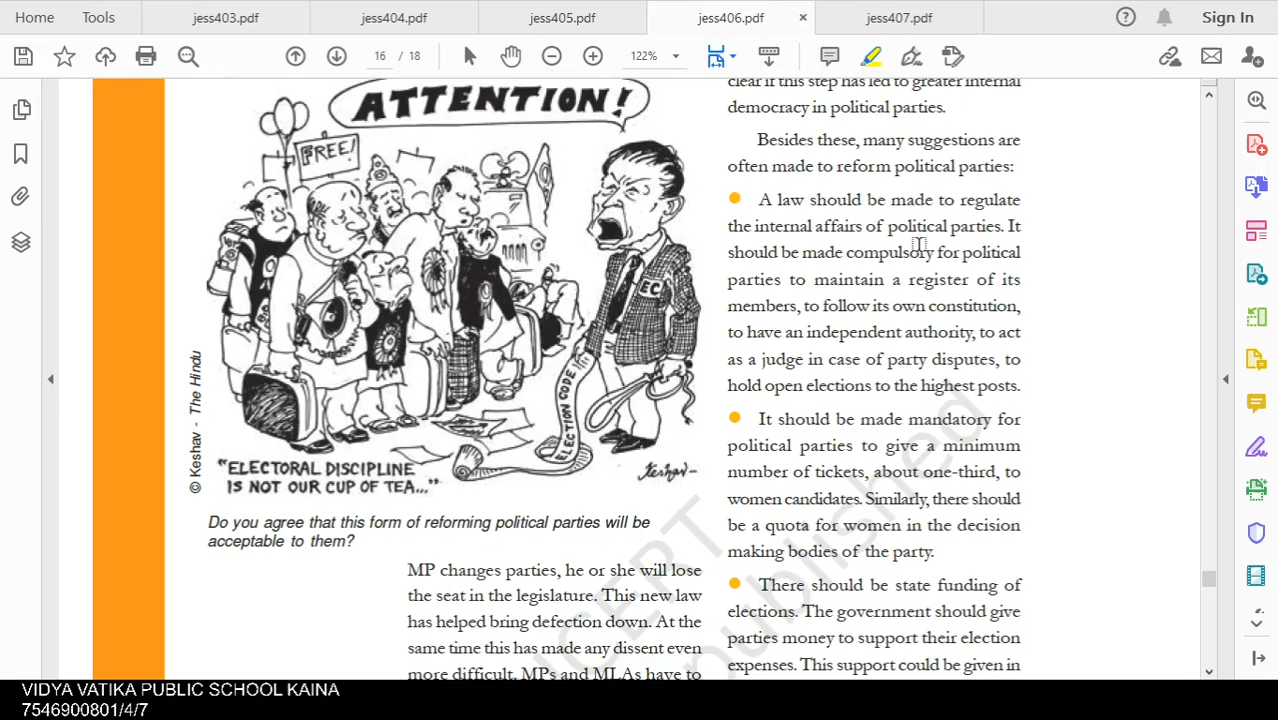 Home
Tools
jess403.pdf
jess404.pdf
jess405.pdf
jess406.pdf
×
jess407.pdf
?
Sign In
16 / 18
122%
ATTENTION!
FREE!
EC
ELECTION CODE
"ELECTORAL DISCIPLINE
IS NOT OUR CUP OF TEA..."
Keshav-
© Keshav - The Hindu
Do you agree that this form of reforming political parties will be
acceptable to them?
MP changes parties, he or she will lose
the seat in the legislature. This new law
has helped bring defection down. At the
same time this has made any dissent even
more difficult. MPs and MLAs have to
clear if this step has led to greater internal
democracy in political parties.
Besides these, many suggestions are
often made to reform political parties:
● A law should be made to regulate
the internal affairs of political parties. It
should be made compulsory for political
parties to maintain a register of its
members, to follow its own constitution,
to have an independent authority, to act
as a judge in case of party disputes, to
hold open elections to the highest posts.
● It should be made mandatory for
political parties to give a minimum
number of tickets, about one-third, to
women candidates. Similarly, there should
be a quota for women in the decision
making bodies of the party.
● There should be state funding of
elections. The government should give
parties money to support their election
expenses. This support could be given in
NCERT
published
VIDYA VATIKA PUBLIC SCHOOL KAINA
7546900801/4/7